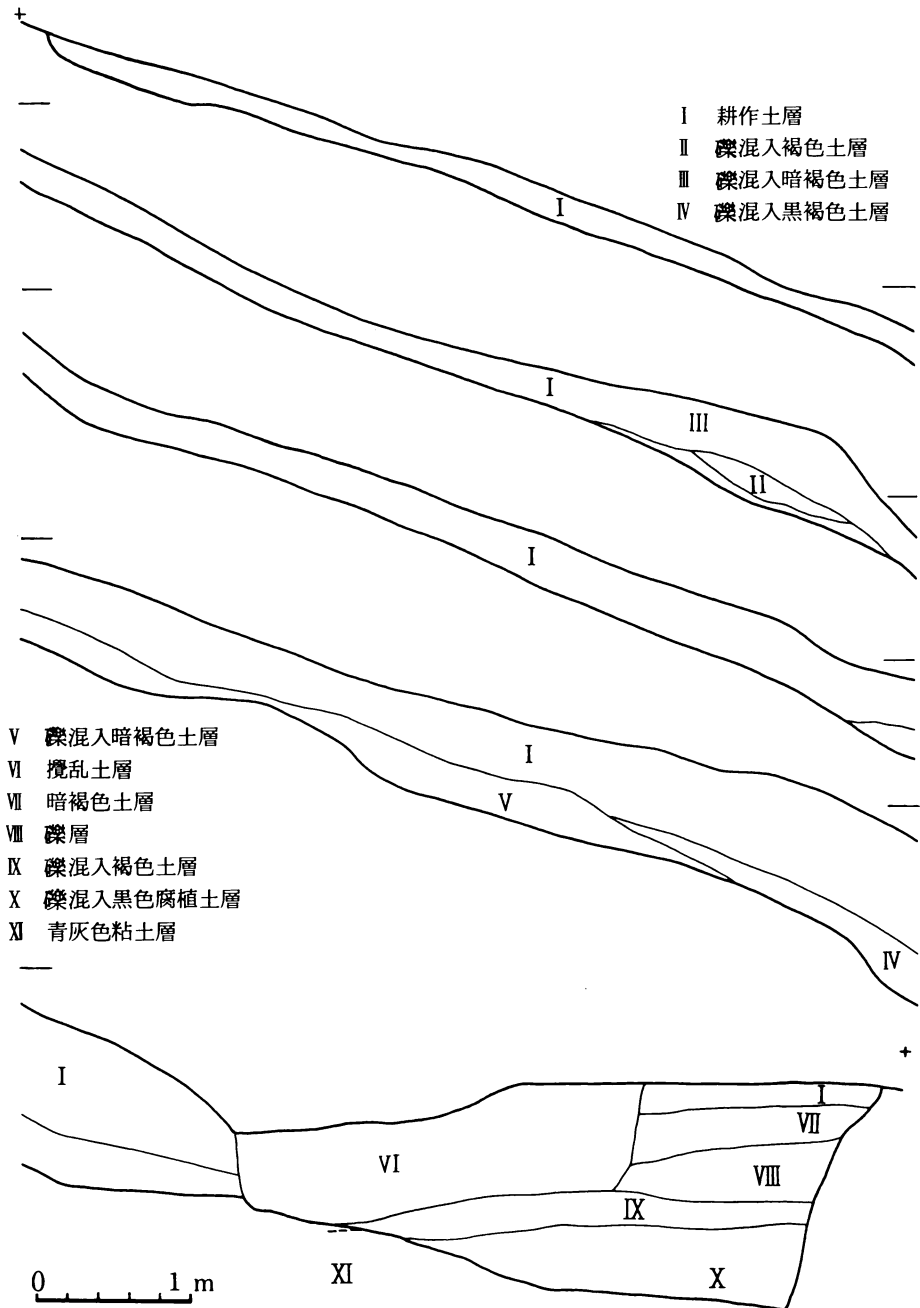 I 耕作土層
II 礫混入褐色土層
III 礫混入暗褐色土層
IV 礫混入黒褐色土層
I
I
III
II
I
I
V
IV
V 礫混入暗褐色土層
VI 攪乱土層
VII 暗褐色土層
VIII 礫層
IX 礫混入褐色土層
X 礫混入黒色腐植土層
XI 青灰色粘土層
I
I
VII
VI
VIII
IX
XI
X
0 1 m